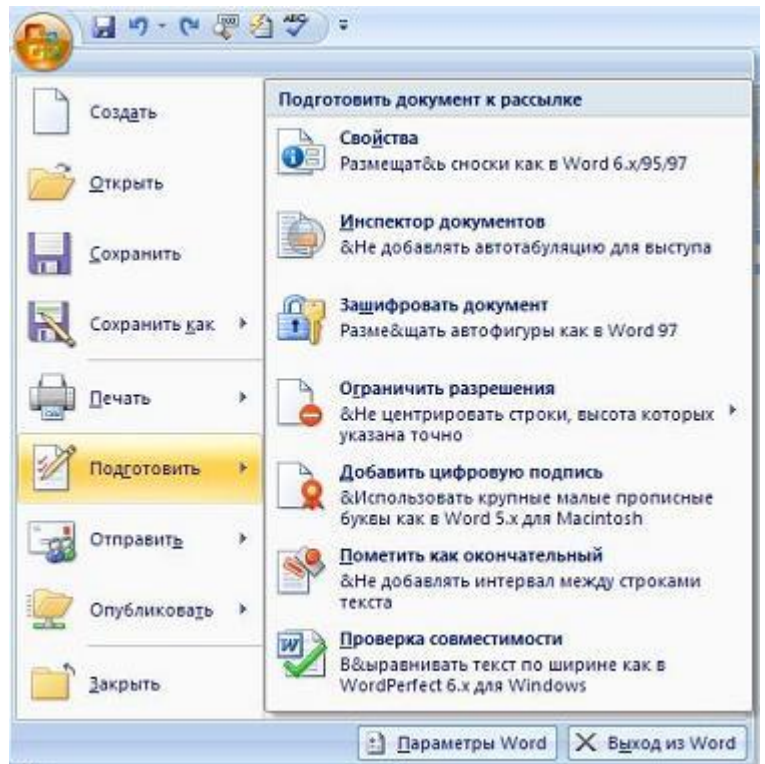 Создать
Открыть
Сохранить
Сохранить как
Печать
Подготовить
Отправить
Опубликовать
Закрыть
Подготовить документ к рассылке
Свойства
Размещат&ь сноски как в Word 6.x/95/97
Инспектор документов
&Не добавлять автотабуляцию для выступа
Зашифровать документ
Разме&щать автофигуры как в Word 97
Ограничить разрешения
&Не центрировать строки, высота которых
указана точно
Добавить цифровую подпись
&Использовать крупные малые прописные
буквы как в Word 5.x для Macintosh
Пометить как окончательный
&Не добавлять интервал между строками
текста
Проверка совместимости
В&ыравнивать текст по ширине как в
WordPerfect 6.x для Windows
Параметры Word
Выход из Word